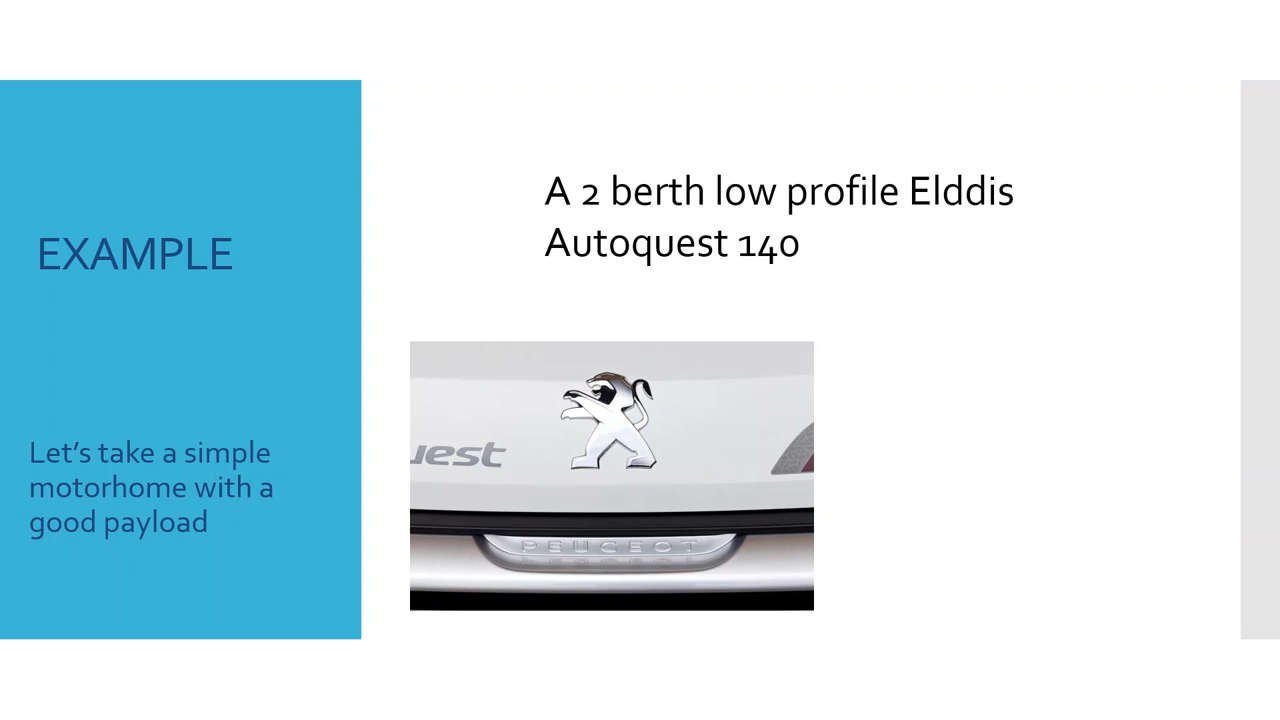 EXAMPLE
Let's take a simple
motorhome with a
good payload
A 2 berth low profile Elddis
Autoquest 140
uest
PEUGEOT